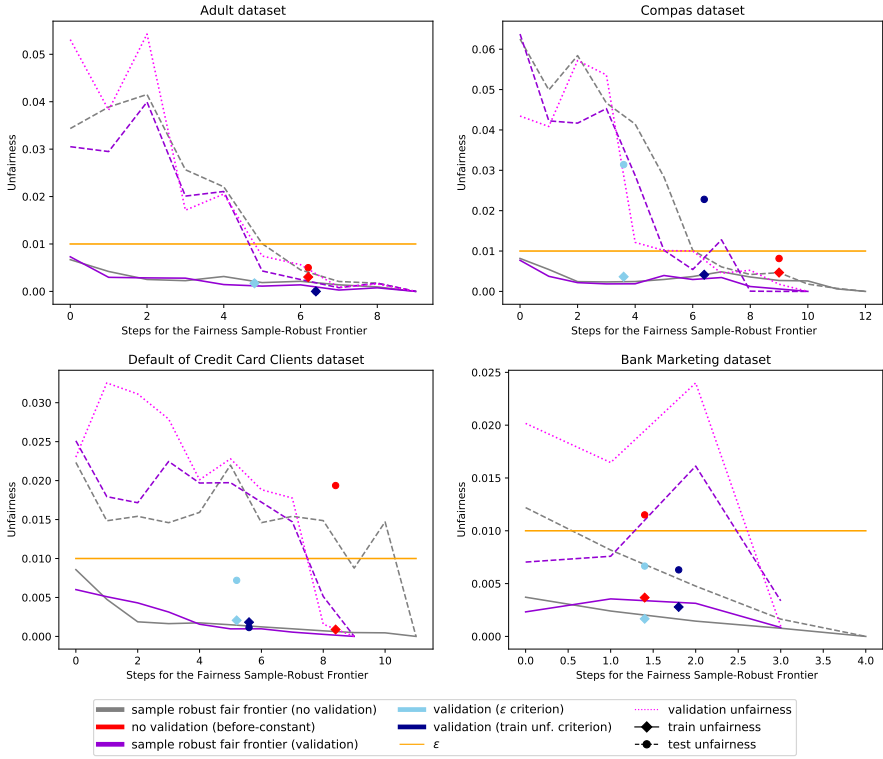 Adult dataset
Unfairness
0.05
0.04
0.03
0.02
0.01
0.00
0 2 4 6 8
Steps for the Fairness Sample-Robust Frontier
Compas dataset
Unfairness
0.06
0.05
0.04
0.03
0.02
0.01
0.00
0 2 4 6 8 10 12
Steps for the Fairness Sample-Robust Frontier
Default of Credit Card Clients dataset
Unfairness
0.030
0.025
0.020
0.015
0.010
0.005
0.000
0 2 4 6 8 10
Steps for the Fairness Sample-Robust Frontier
Bank Marketing dataset
Unfairness
0.025
0.020
0.015
0.010
0.005
0.000
0.0 0.5 1.0 1.5 2.0 2.5 3.0 3.5 4.0
Steps for the Fairness Sample-Robust Frontier
sample robust fair frontier (no validation)
no validation (before-constant)
sample robust fair frontier (validation)
validation (ε criterion)
validation (train unf. criterion)
ε
validation unfairness
train unfairness
test unfairness